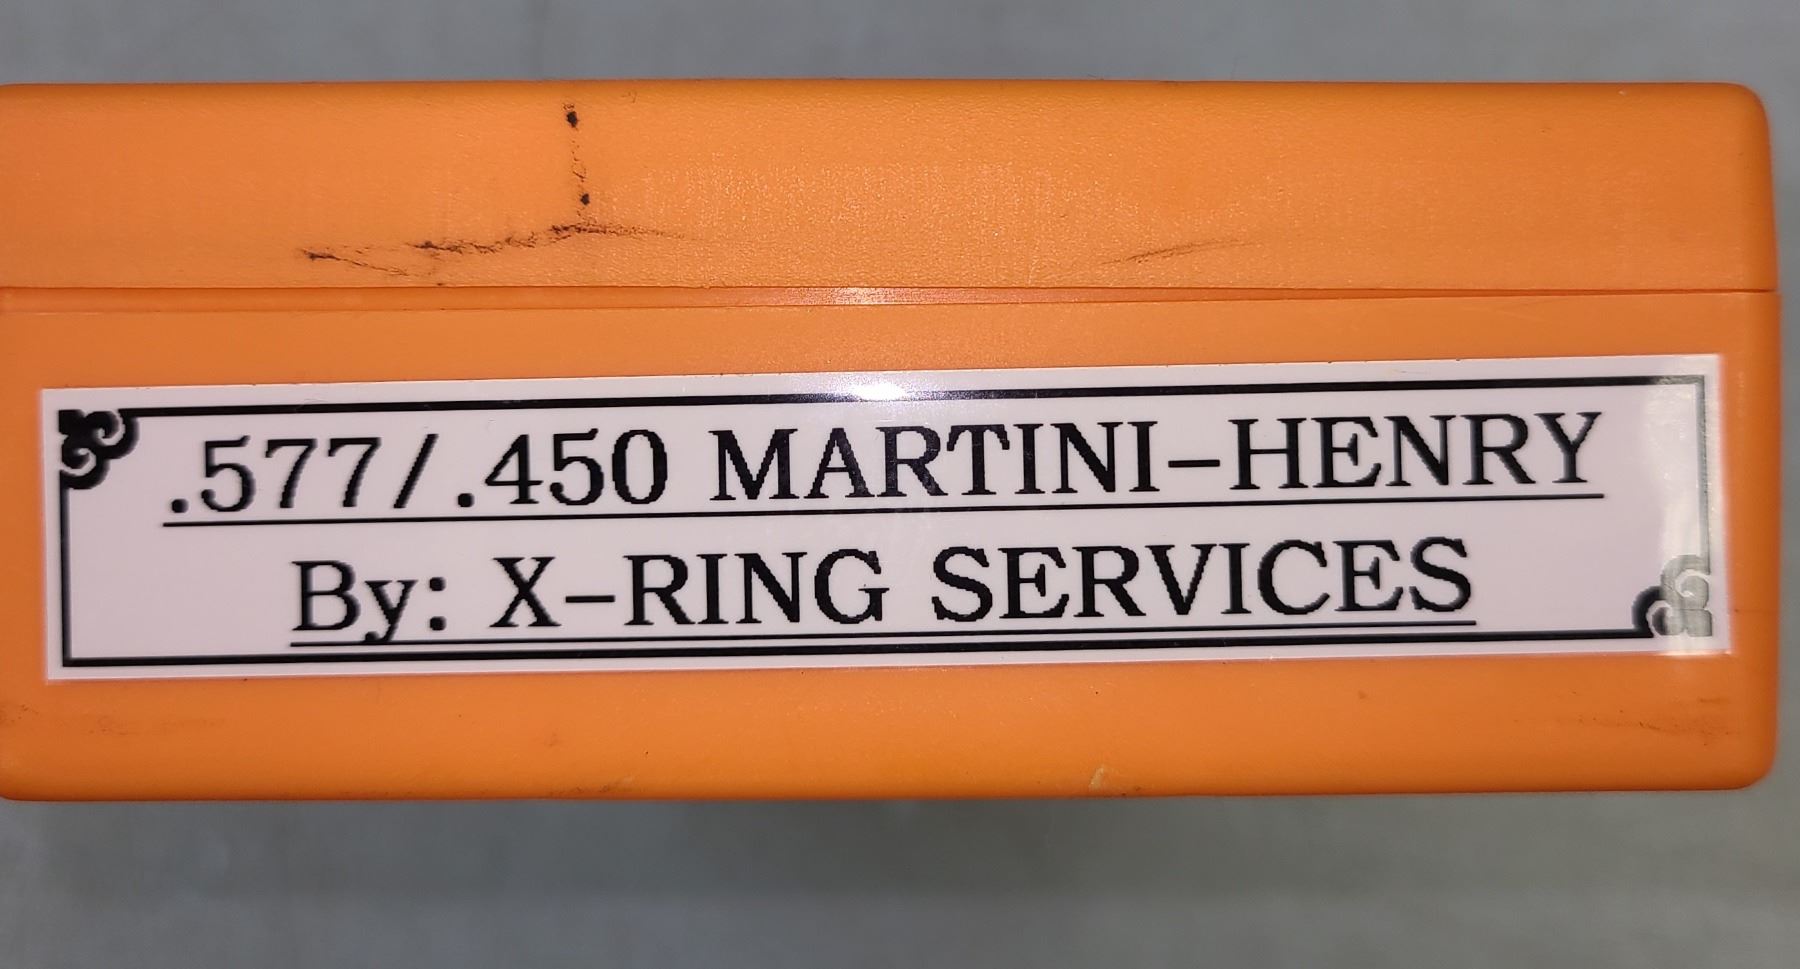 .577/.450 MARTINI-HENRY
By: X-RING SERVICES